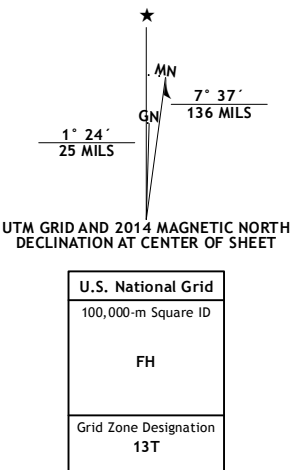 ★
MN
GN
7° 37´
136 MILS
1° 24´
25 MILS
UTM GRID AND 2014 MAGNETIC NORTH
DECLINATION AT CENTER OF SHEET
U.S. National Grid
100,000-m Square ID
FH
Grid Zone Designation
13T